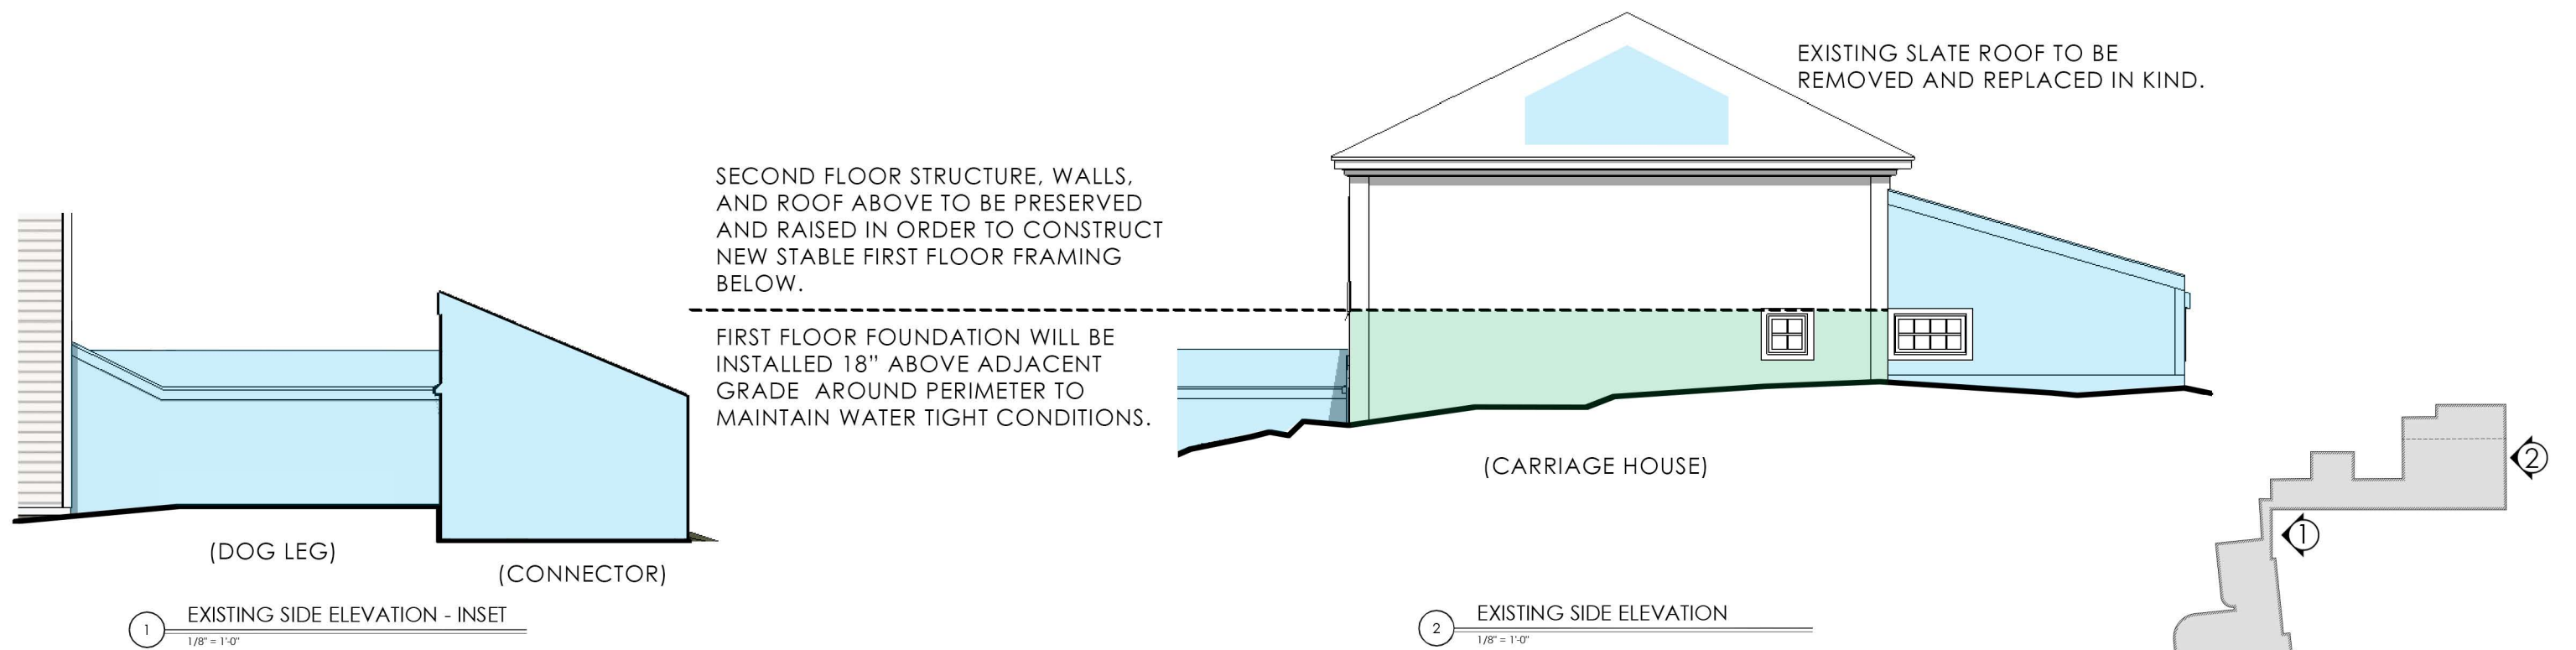 EXISTING SLATE ROOF TO BE
REMOVED AND REPLACED IN KIND.
SECOND FLOOR STRUCTURE, WALLS,
AND ROOF ABOVE TO BE PRESERVED
AND RAISED IN ORDER TO CONSTRUCT
NEW STABLE FIRST FLOOR FRAMING
BELOW.
FIRST FLOOR FOUNDATION WILL BE
INSTALLED 18” ABOVE ADJACENT
GRADE AROUND PERIMETER TO
MAINTAIN WATER TIGHT CONDITIONS.
(DOG LEG)
(CONNECTOR)
(CARRIAGE HOUSE)
2
1
1 EXISTING SIDE ELEVATION - INSET
1/8" = 1'-0"
2 EXISTING SIDE ELEVATION
1/8" = 1'-0"